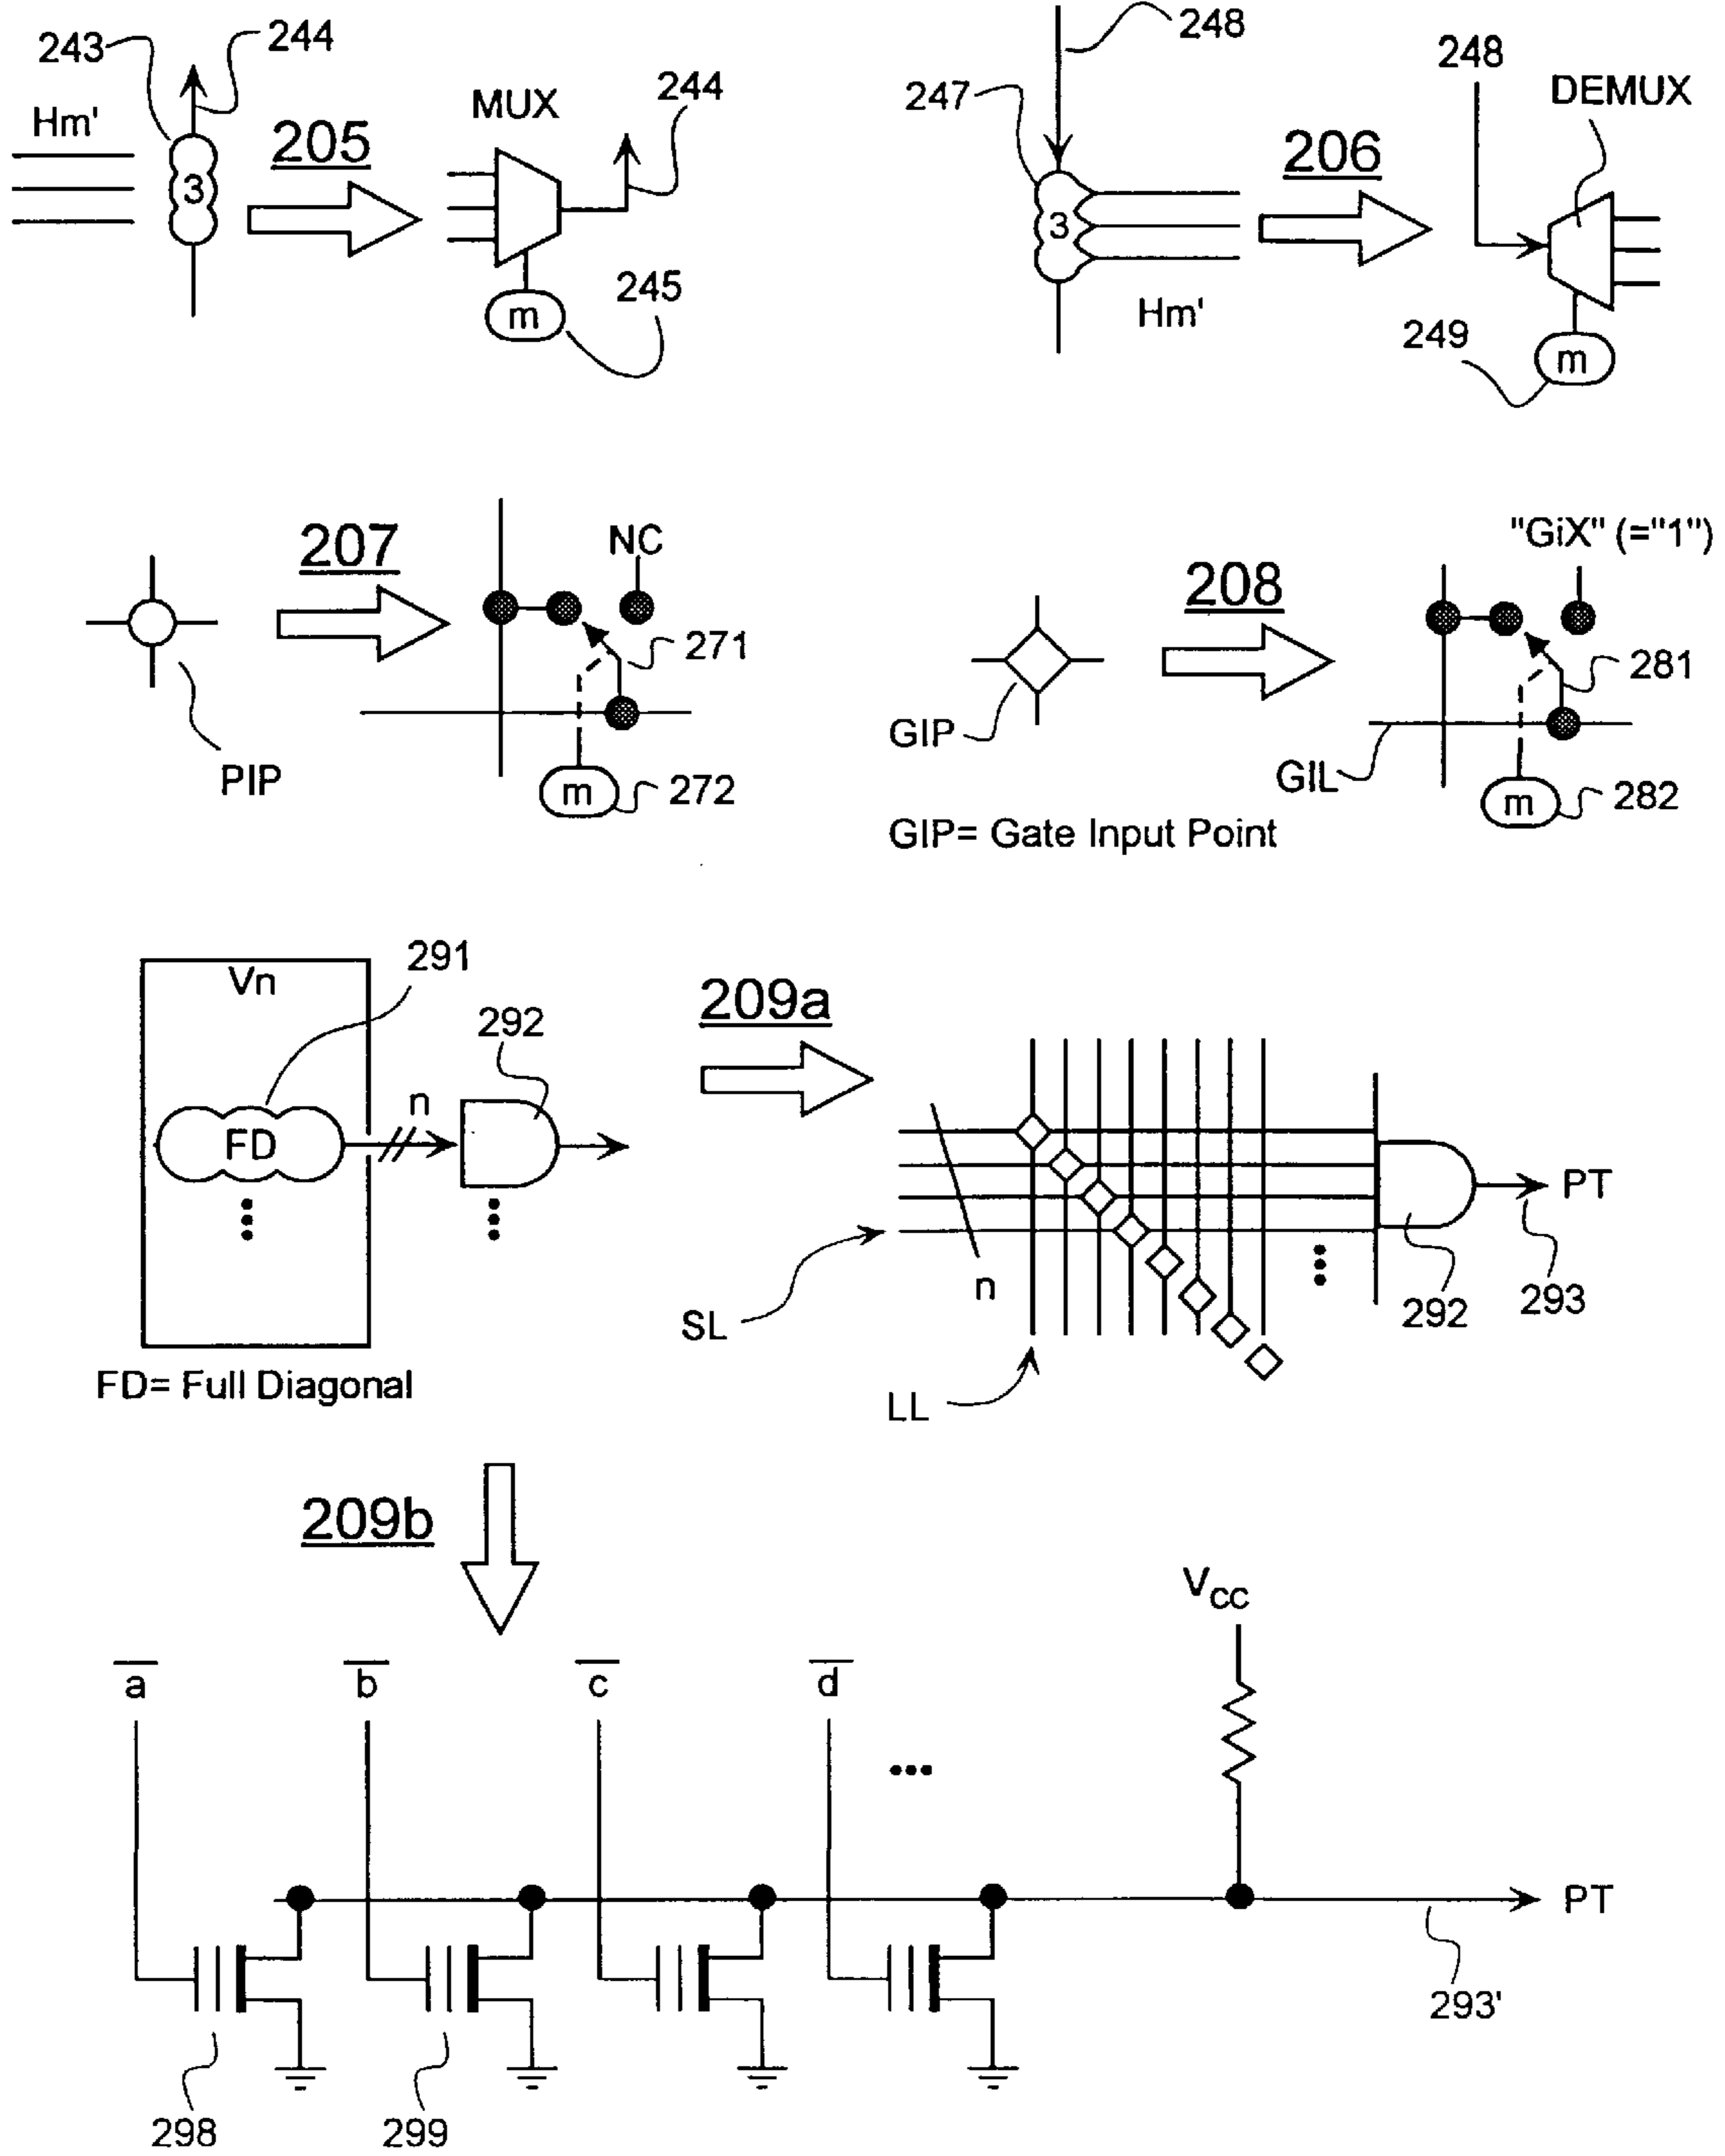 243
244
Hm'
3
205
MUX
244
m
245
248
247
3
Hm'
206
248
DEMUX
249
m
PIP
207
NC
271
m
272
GIP
208
"GiX" (="1")
281
GIL
m
282
GIP= Gate Input Point
Vn
291
FD
n
292
FD= Full Diagonal
209a
n
SL
LL
PT
292
293
209b
a̅
b̅
c̅
d̅
•••
VCC
PT
293'
298
299